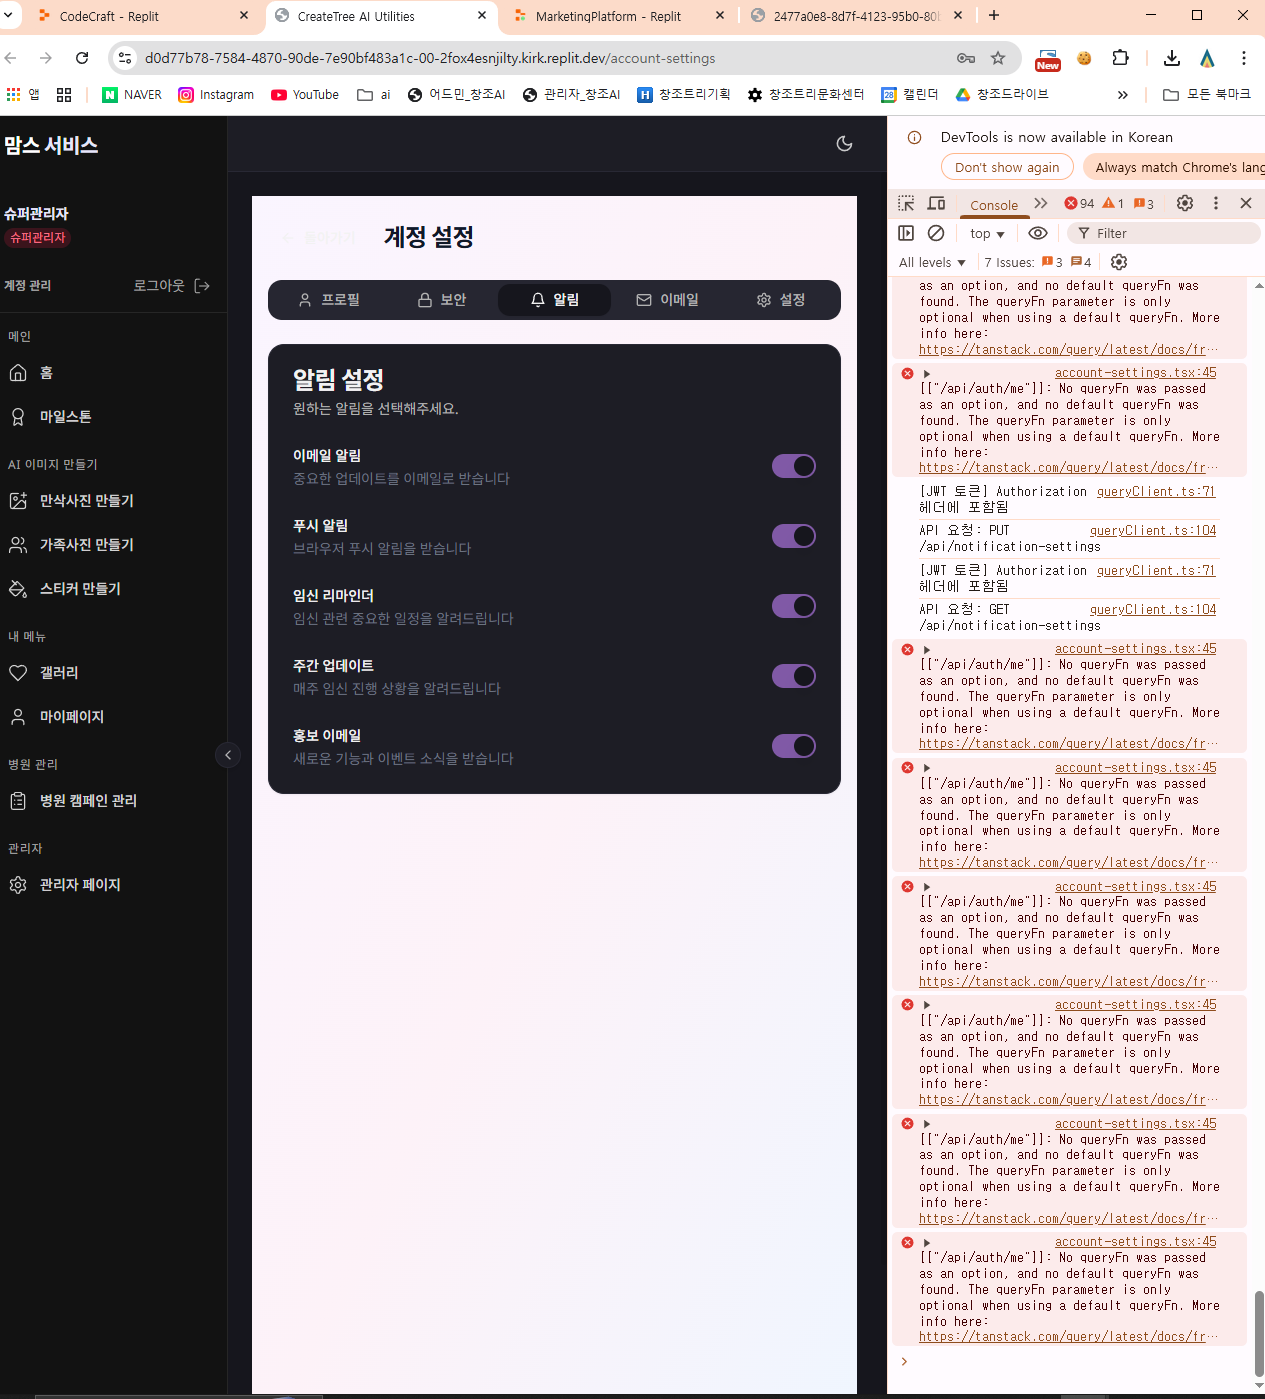 CodeCraft - Replit
CreateTree AI Utilities
MarketingPlatform - Replit
2477a0e8-8d7f-4123-95b0-80b
d0d77b78-7584-4870-90de-7e90bf483a1c-00-2fox4esnjilty.kirk.replit.dev/account-settings
New
앱
NAVER
Instagram
YouTube
ai
어드민_창조AI
관리자_창조AI
창조트리기획
창조트리문화센터
28 캘린더
창조드라이브
모든 북마크
맘스 서비스
슈퍼관리자
슈퍼관리자
계정 관리
로그아웃
메인
홈
마일스톤
AI 이미지 만들기
만삭사진 만들기
가족사진 만들기
스티커 만들기
내 메뉴
갤러리
마이페이지
병원 관리
병원 캠페인 관리
관리자
관리자 페이지
돌아가기
계정 설정
프로필
보안
알림
이메일
설정
알림 설정
원하는 알림을 선택해주세요.
이메일 알림
중요한 업데이트를 이메일로 받습니다
푸시 알림
브라우저 푸시 알림을 받습니다
임신 리마인더
임신 관련 중요한 일정을 알려드립니다
주간 업데이트
매주 임신 진행 상황을 알려드립니다
홍보 이메일
새로운 기능과 이벤트 소식을 받습니다
DevTools is now available in Korean
Don't show again
Always match Chrome's lang
Console
94
1
3
top
Filter
All levels
7 Issues:
3
4
as an option, and no default queryFn was
found. The queryFn parameter is only
optional when using a default queryFn. More
info here:
https://tanstack.com/query/latest/docs/fr…
account-settings.tsx:45
[["/api/auth/me"]]: No queryFn was passed
as an option, and no default queryFn was
found. The queryFn parameter is only
optional when using a default queryFn. More
info here:
https://tanstack.com/query/latest/docs/fr…
[JWT 토큰] Authorization queryClient.ts:71
헤더에 포함됨
API 요청: PUT queryClient.ts:104
/api/notification-settings
[JWT 토큰] Authorization queryClient.ts:71
헤더에 포함됨
API 요청: GET queryClient.ts:104
/api/notification-settings
account-settings.tsx:45
[["/api/auth/me"]]: No queryFn was passed
as an option, and no default queryFn was
found. The queryFn parameter is only
optional when using a default queryFn. More
info here:
https://tanstack.com/query/latest/docs/fr…
account-settings.tsx:45
[["/api/auth/me"]]: No queryFn was passed
as an option, and no default queryFn was
found. The queryFn parameter is only
optional when using a default queryFn. More
info here:
https://tanstack.com/query/latest/docs/fr…
account-settings.tsx:45
[["/api/auth/me"]]: No queryFn was passed
as an option, and no default queryFn was
found. The queryFn parameter is only
optional when using a default queryFn. More
info here:
https://tanstack.com/query/latest/docs/fr…
account-settings.tsx:45
[["/api/auth/me"]]: No queryFn was passed
as an option, and no default queryFn was
found. The queryFn parameter is only
optional when using a default queryFn. More
info here:
https://tanstack.com/query/latest/docs/fr…
account-settings.tsx:45
[["/api/auth/me"]]: No queryFn was passed
as an option, and no default queryFn was
found. The queryFn parameter is only
optional when using a default queryFn. More
info here:
https://tanstack.com/query/latest/docs/fr…
account-settings.tsx:45
[["/api/auth/me"]]: No queryFn was passed
as an option, and no default queryFn was
found. The queryFn parameter is only
optional when using a default queryFn. More
info here:
https://tanstack.com/query/latest/docs/fr…